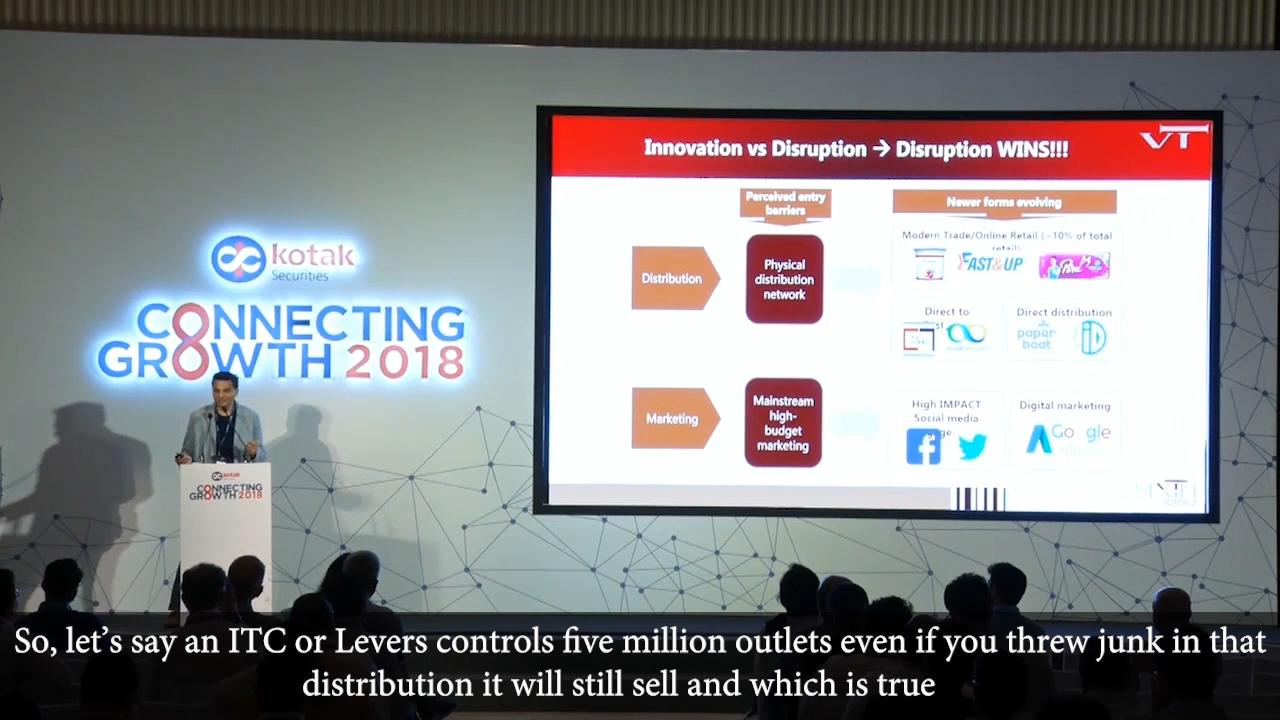 kotak
Securities
CONNECTING
GROWTH 2018
kotak
CONNECTING
GROWTH 2018
Innovation vs Disruption → Disruption WINS!!!
VT
Perceived entry
barriers
Newer forms evolving
Distribution
Physical
distribution
network
Modern Trade/Online Retail (~10% of total
retail)
FAST&UP
Direct to
Direct distribution
paper
boat
iD
Marketing
Mainstream
high-
budget
marketing
High IMPACT
Social media
Digital marketing
Google
So, let’s say an ITC or Levers controls five million outlets even if you threw junk in that
distribution it will still sell and which is true